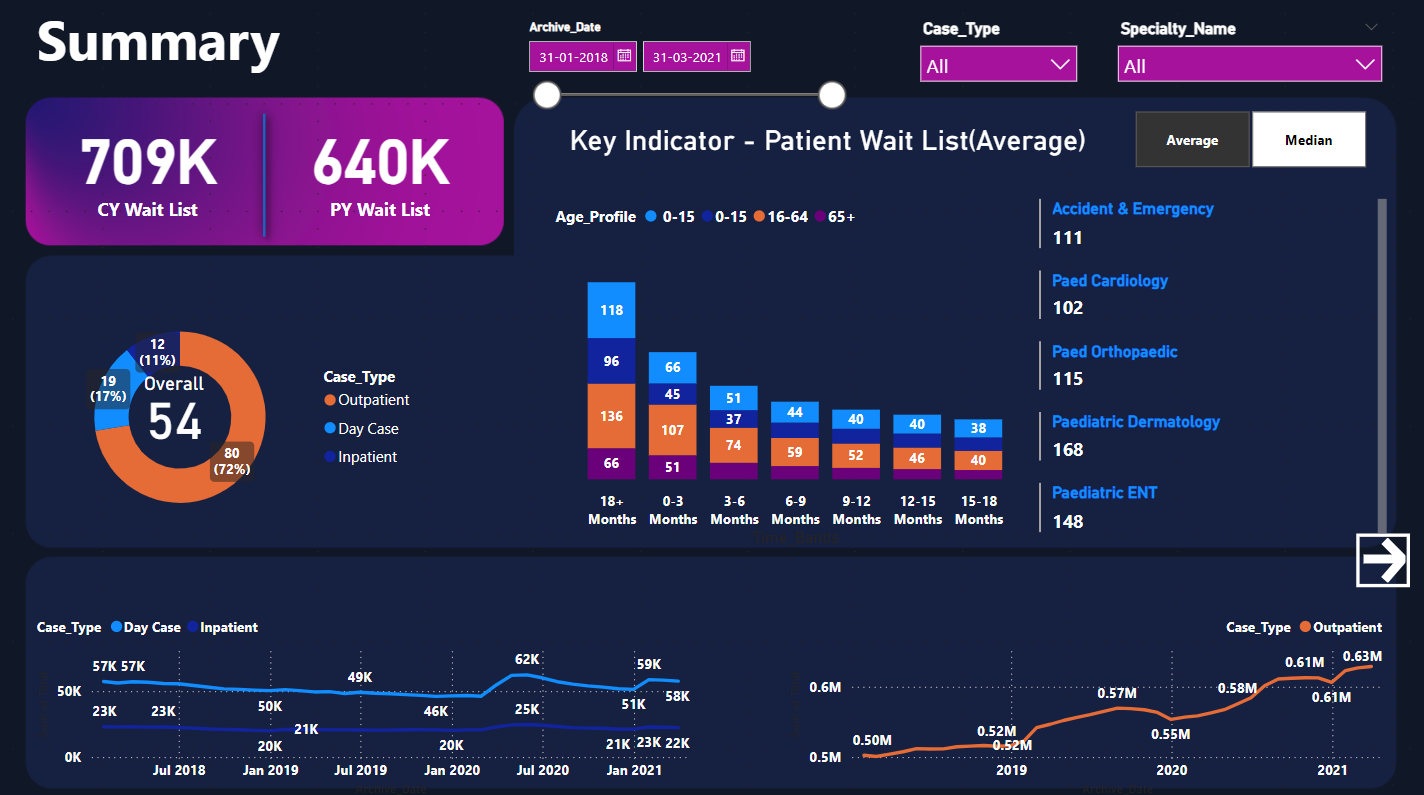 Summary
Archive_Date
31-01-2018
31-03-2021
Case_Type
All
Specialty_Name
All
709K
CY Wait List
640K
PY Wait List
Key Indicator - Patient Wait List(Average)
Average
Median
Age_Profile 0-15 0-15 16-64 65+
118
96
136
66
66
45
107
51
51
37
74
44
59
40
52
40
46
38
40
18+
Months
0-3
Months
3-6
Months
6-9
Months
9-12
Months
12-15
Months
15-18
Months
Accident & Emergency
111
Paed Cardiology
102
Paed Orthopaedic
115
Paediatric Dermatology
168
Paediatric ENT
148
12
(11%)
19
(17%)
Overall
54
80
(72%)
Case_Type
Outpatient
Day Case
Inpatient
Case_Type Day Case Inpatient
50K
0K
57K 57K
50K
49K
46K
62K
51K
59K
58K
23K
23K
20K
21K
20K
25K
21K
23K
22K
Jul 2018
Jan 2019
Jul 2019
Jan 2020
Jul 2020
Jan 2021
Archive_Date
Case_Type Outpatient
0.6M
0.5M
0.50M
0.52M
0.52M
0.57M
0.55M
0.58M
0.61M
0.61M
0.63M
2019
2020
2021
Archive_Date